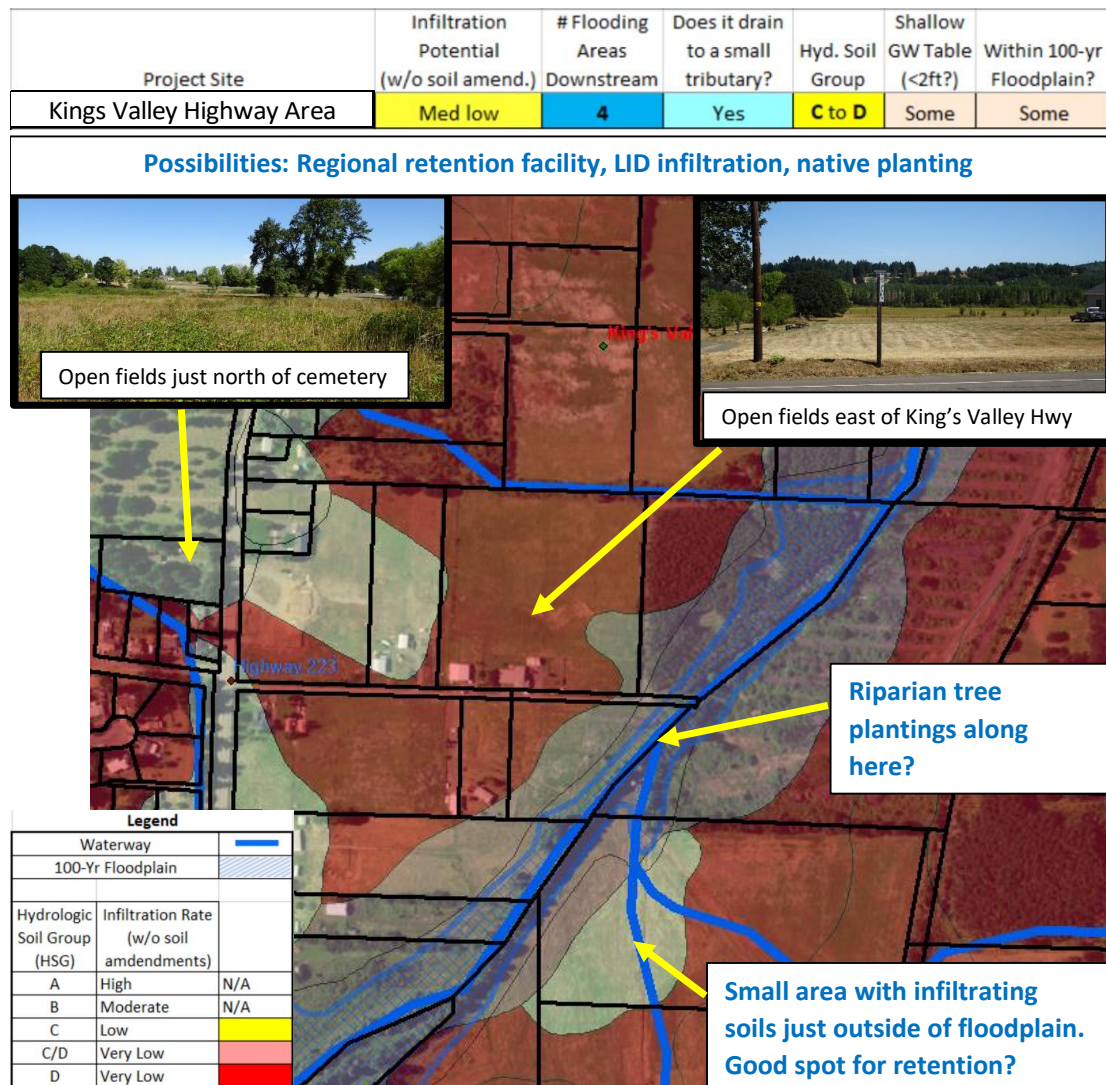 Infiltration # Flooding Does it drain Shallow
Potential Areas to a small Hyd. Soil GW Table Within 100-yr
Project Site (w/o soil amend.) Downstream tributary? Group (<2ft?) Floodplain?
Kings Valley Highway Area Med low 4 Yes C to D Some Some
Possibilities: Regional retention facility, LID infiltration, native planting
Open fields just north of cemetery
King's Val
Open fields east of King’s Valley Hwy
Highway 223
Riparian tree
plantings along
here?
Legend
Waterway
100-Yr Floodplain
Hydrologic Infiltration Rate
Soil Group (w/o soil
(HSG) amdendments)
A High N/A
B Moderate N/A
C Low
C/D Very Low
D Very Low
Small area with infiltrating
soils just outside of floodplain.
Good spot for retention?